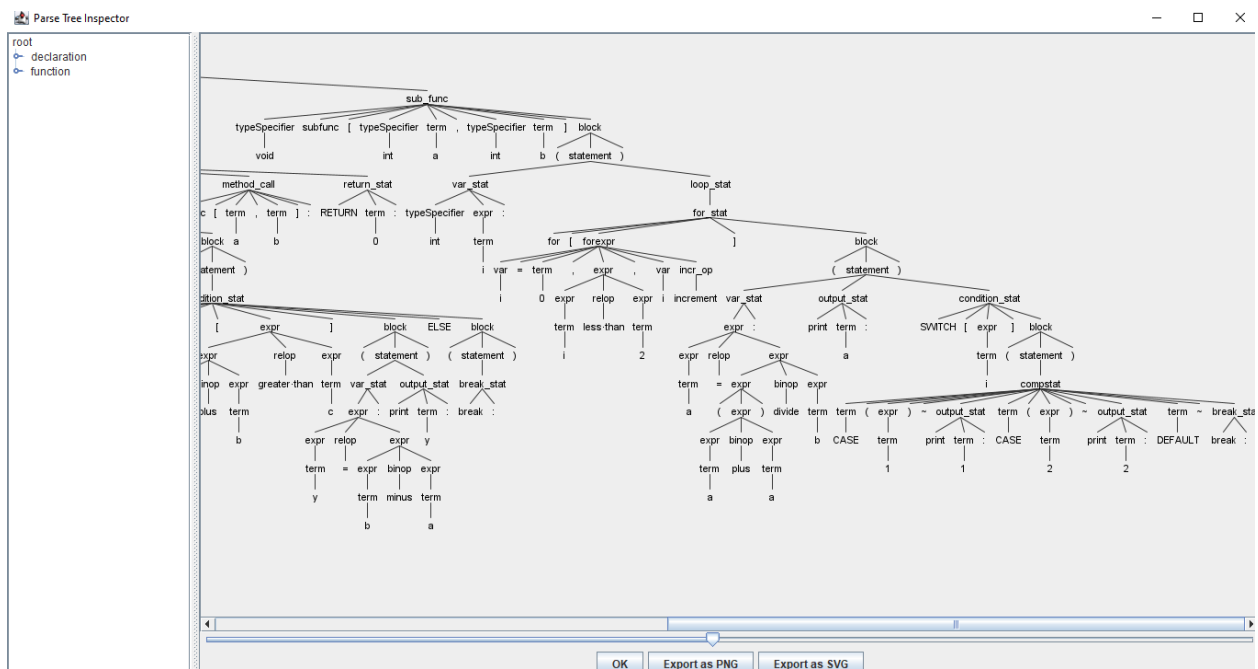 Parse Tree Inspector
root
declaration
function
sub_func
typeSpecifier subfunc [ typeSpecifier term , typeSpecifier term ] block
void int a int b ( statement )
method_call return_stat var_stat loop_stat
c [ term , term ] : RETURN term : typeSpecifier expr : for_stat
block a b 0 int term for [ forexpr ] block
atement ) i var = term , expr , var incr_op ( statement )
dition_stat i 0 expr relop expr i increment var_stat output_stat condition_stat
[ expr ] block ELSE block term less·than term expr : print term : SWITCH [ expr ] block
expr relop expr ( statement ) ( statement ) i 2 expr relop expr a term ( statement )
binop expr greater·than term var_stat output_stat break_stat term = expr binop expr i compstat
plus term c expr : print term : break : a ( expr ) divide term term ( expr ) ~ output_stat term ( expr ) ~ output_stat term ~ break_sta
b expr relop expr y expr binop expr b CASE term print term : CASE term print term : DEFAULT break :
term = expr binop expr term plus term 1 1 2 2
y term minus term a a
b a
OK Export as PNG Export as SVG